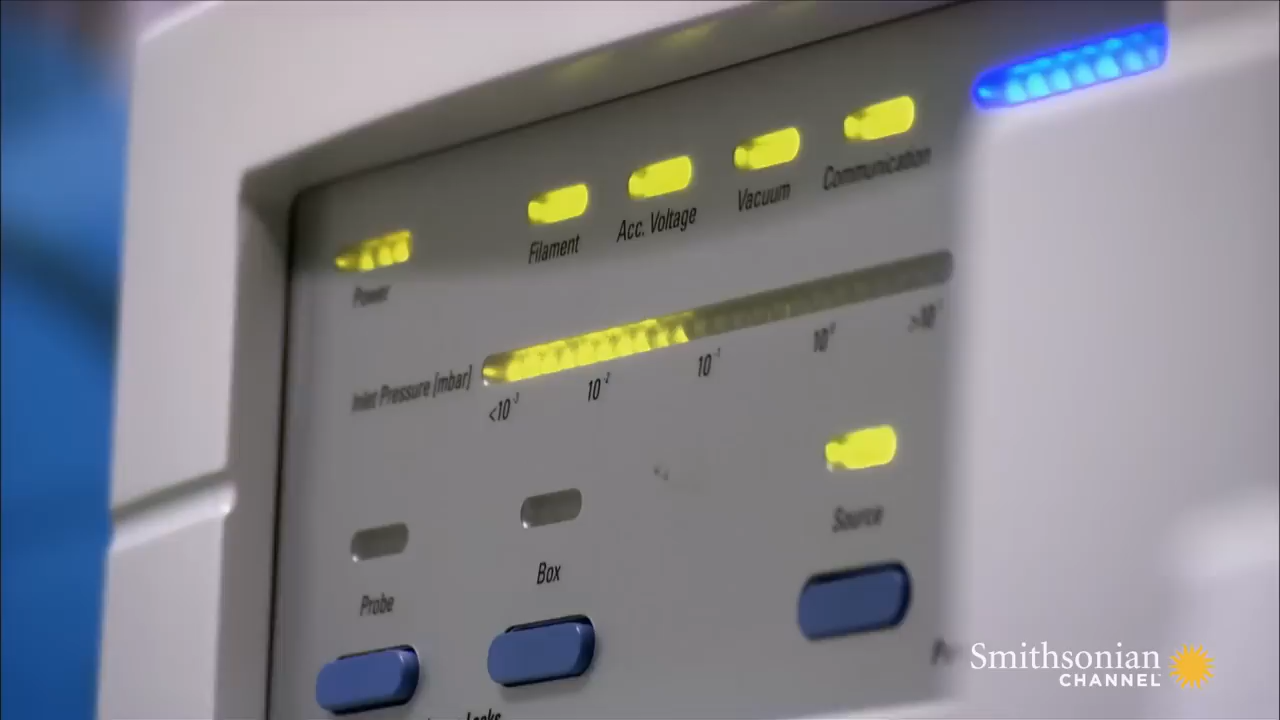 Communication
Vacuum
Acc. Voltage
Filament
Power
Inlet Pressure [mbar]
<10⁻³ 10⁻² 10⁻¹ 10⁰ >10¹
Source
Box
Probe
Smithsonian
CHANNEL